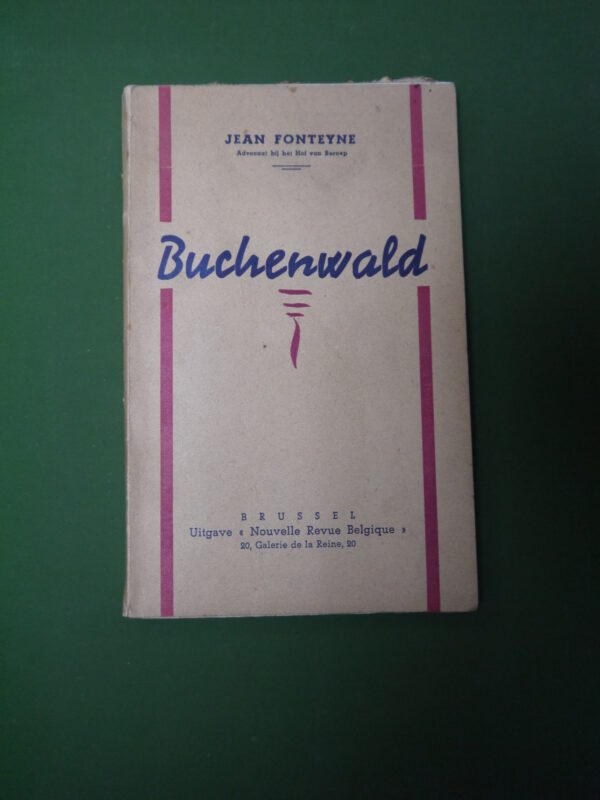 JEAN FONTEYNE
Advocaat bij het Hof van Beroep
Buchenwald
BRUSSEL
Uitgave « Nouvelle Revue Belgique »
20, Galerie de la Reine, 20